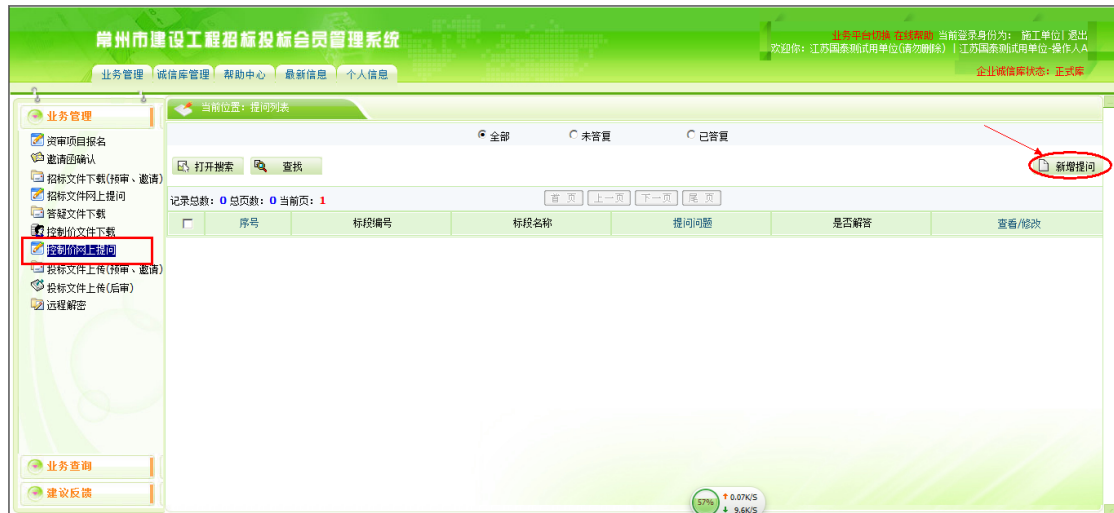 常州市建设工程招标投标会员管理系统
业务平台切换 在线帮助 当前登录身份为： 施工单位| 退出
欢迎你：江苏国泰测试用单位(请勿删除) | 江苏国泰测试用单位-操作人A
业务管理 诚信库管理 帮助中心 最新信息 个人信息
企业诚信库状态：正式库
业务管理
当前位置：提问列表
资审项目报名
邀请函确认
招标文件下载(预审、邀请)
招标文件网上提问
答疑文件下载
控制价文件下载
控制价网上提问
投标文件上传(预审、邀请)
投标文件上传(后审)
远程解密
业务查询
建议反馈
全部 未答复 已答复
打开搜索 查找 新增提问
记录总数：0 总页数：0 当前页：1 首 页 上一页 下一页 尾 页
序号 标段编号 标段名称 提问问题 是否解答 查看/修改
57% ↑ 0.07K/S
↓ 9.6K/S